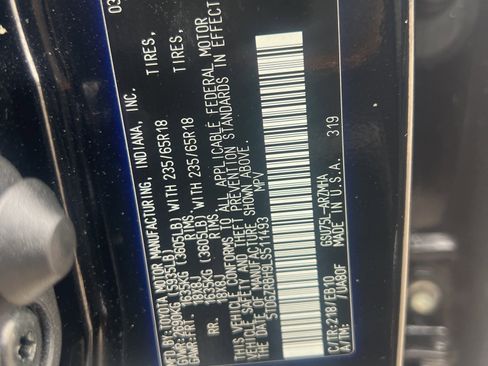 MFD.BY:TOYOTA MOTOR MANUFACTURING, INDIANA, INC. 03
GVWR:2690KG (5935LB)
GAWR:FRT. 1635KG (3605LB) WITH 235/65R18 TIRES,
18X8J RIMS
RR. 1635KG (3605LB) WITH 235/65R18 TIRES,
18X8J RIMS
THIS VEHICLE CONFORMS TO ALL APPLICABLE FEDERAL MOTOR
VEHICLE SAFETY AND THEFT PREVENTION STANDARDS IN EFFECT
ON THE DATE OF MANUFACTURE SHOWN ABOVE.
MPV
C/TR:218/EB10 GSU75L-ARZMHA
A/TM: /UA80F MADE IN U.S.A. 319